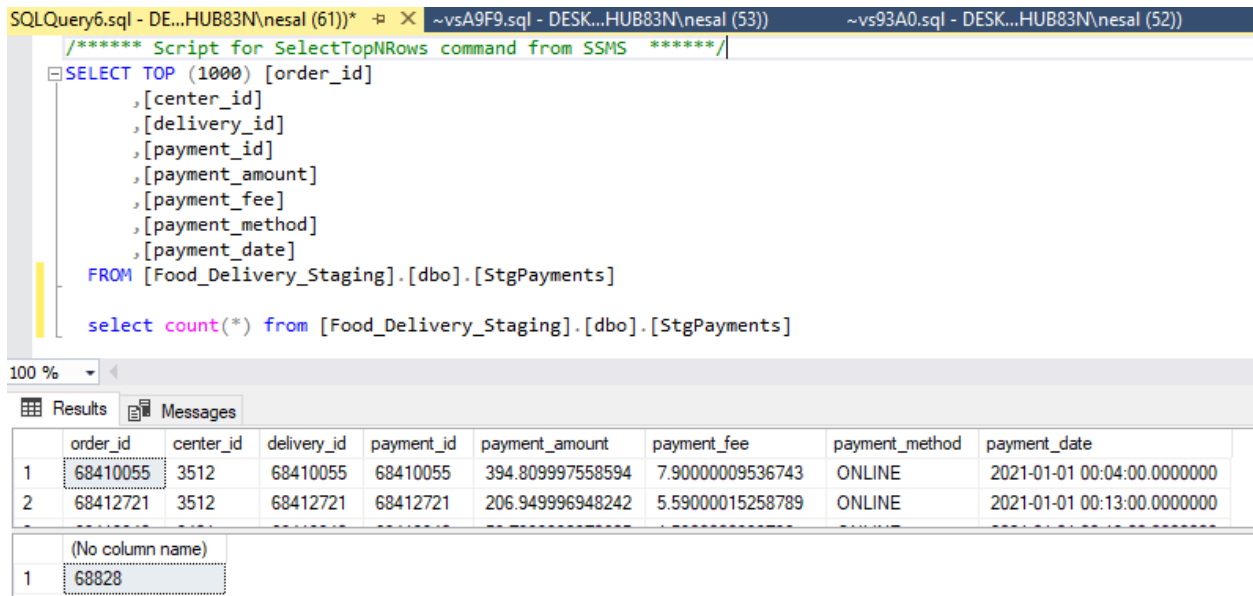 SQLQuery6.sql - DE...HUB83N\nesal (61))* ~vsA9F9.sql - DESK...HUB83N\nesal (53)) ~vs93A0.sql - DESK...HUB83N\nesal (52))
/****** Script for SelectTopNRows command from SSMS ******/
SELECT TOP (1000) [order_id]
,[center_id]
,[delivery_id]
,[payment_id]
,[payment_amount]
,[payment_fee]
,[payment_method]
,[payment_date]
FROM [Food_Delivery_Staging].[dbo].[StgPayments]
select count(*) from [Food_Delivery_Staging].[dbo].[StgPayments]
100 %
Results Messages
order_id center_id delivery_id payment_id payment_amount payment_fee payment_method payment_date
1 68410055 3512 68410055 68410055 394.809997558594 7.90000009536743 ONLINE 2021-01-01 00:04:00.0000000
2 68412721 3512 68412721 68412721 206.949996948242 5.59000015258789 ONLINE 2021-01-01 00:13:00.0000000
(No column name)
1 68828